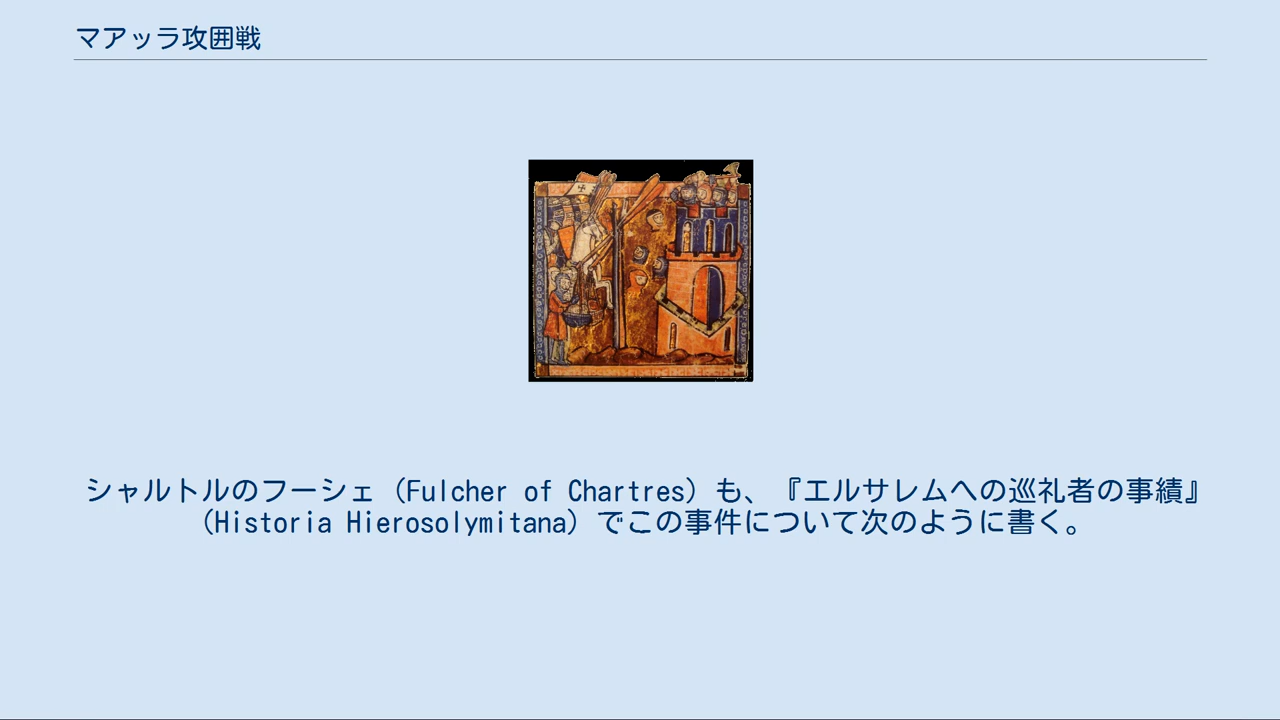 マアッラ攻囲戦
シャルトルのフーシェ（Fulcher of Chartres）も、『エルサレムへの巡礼者の事績』
（Historia Hierosolymitana）でこの事件について次のように書く。